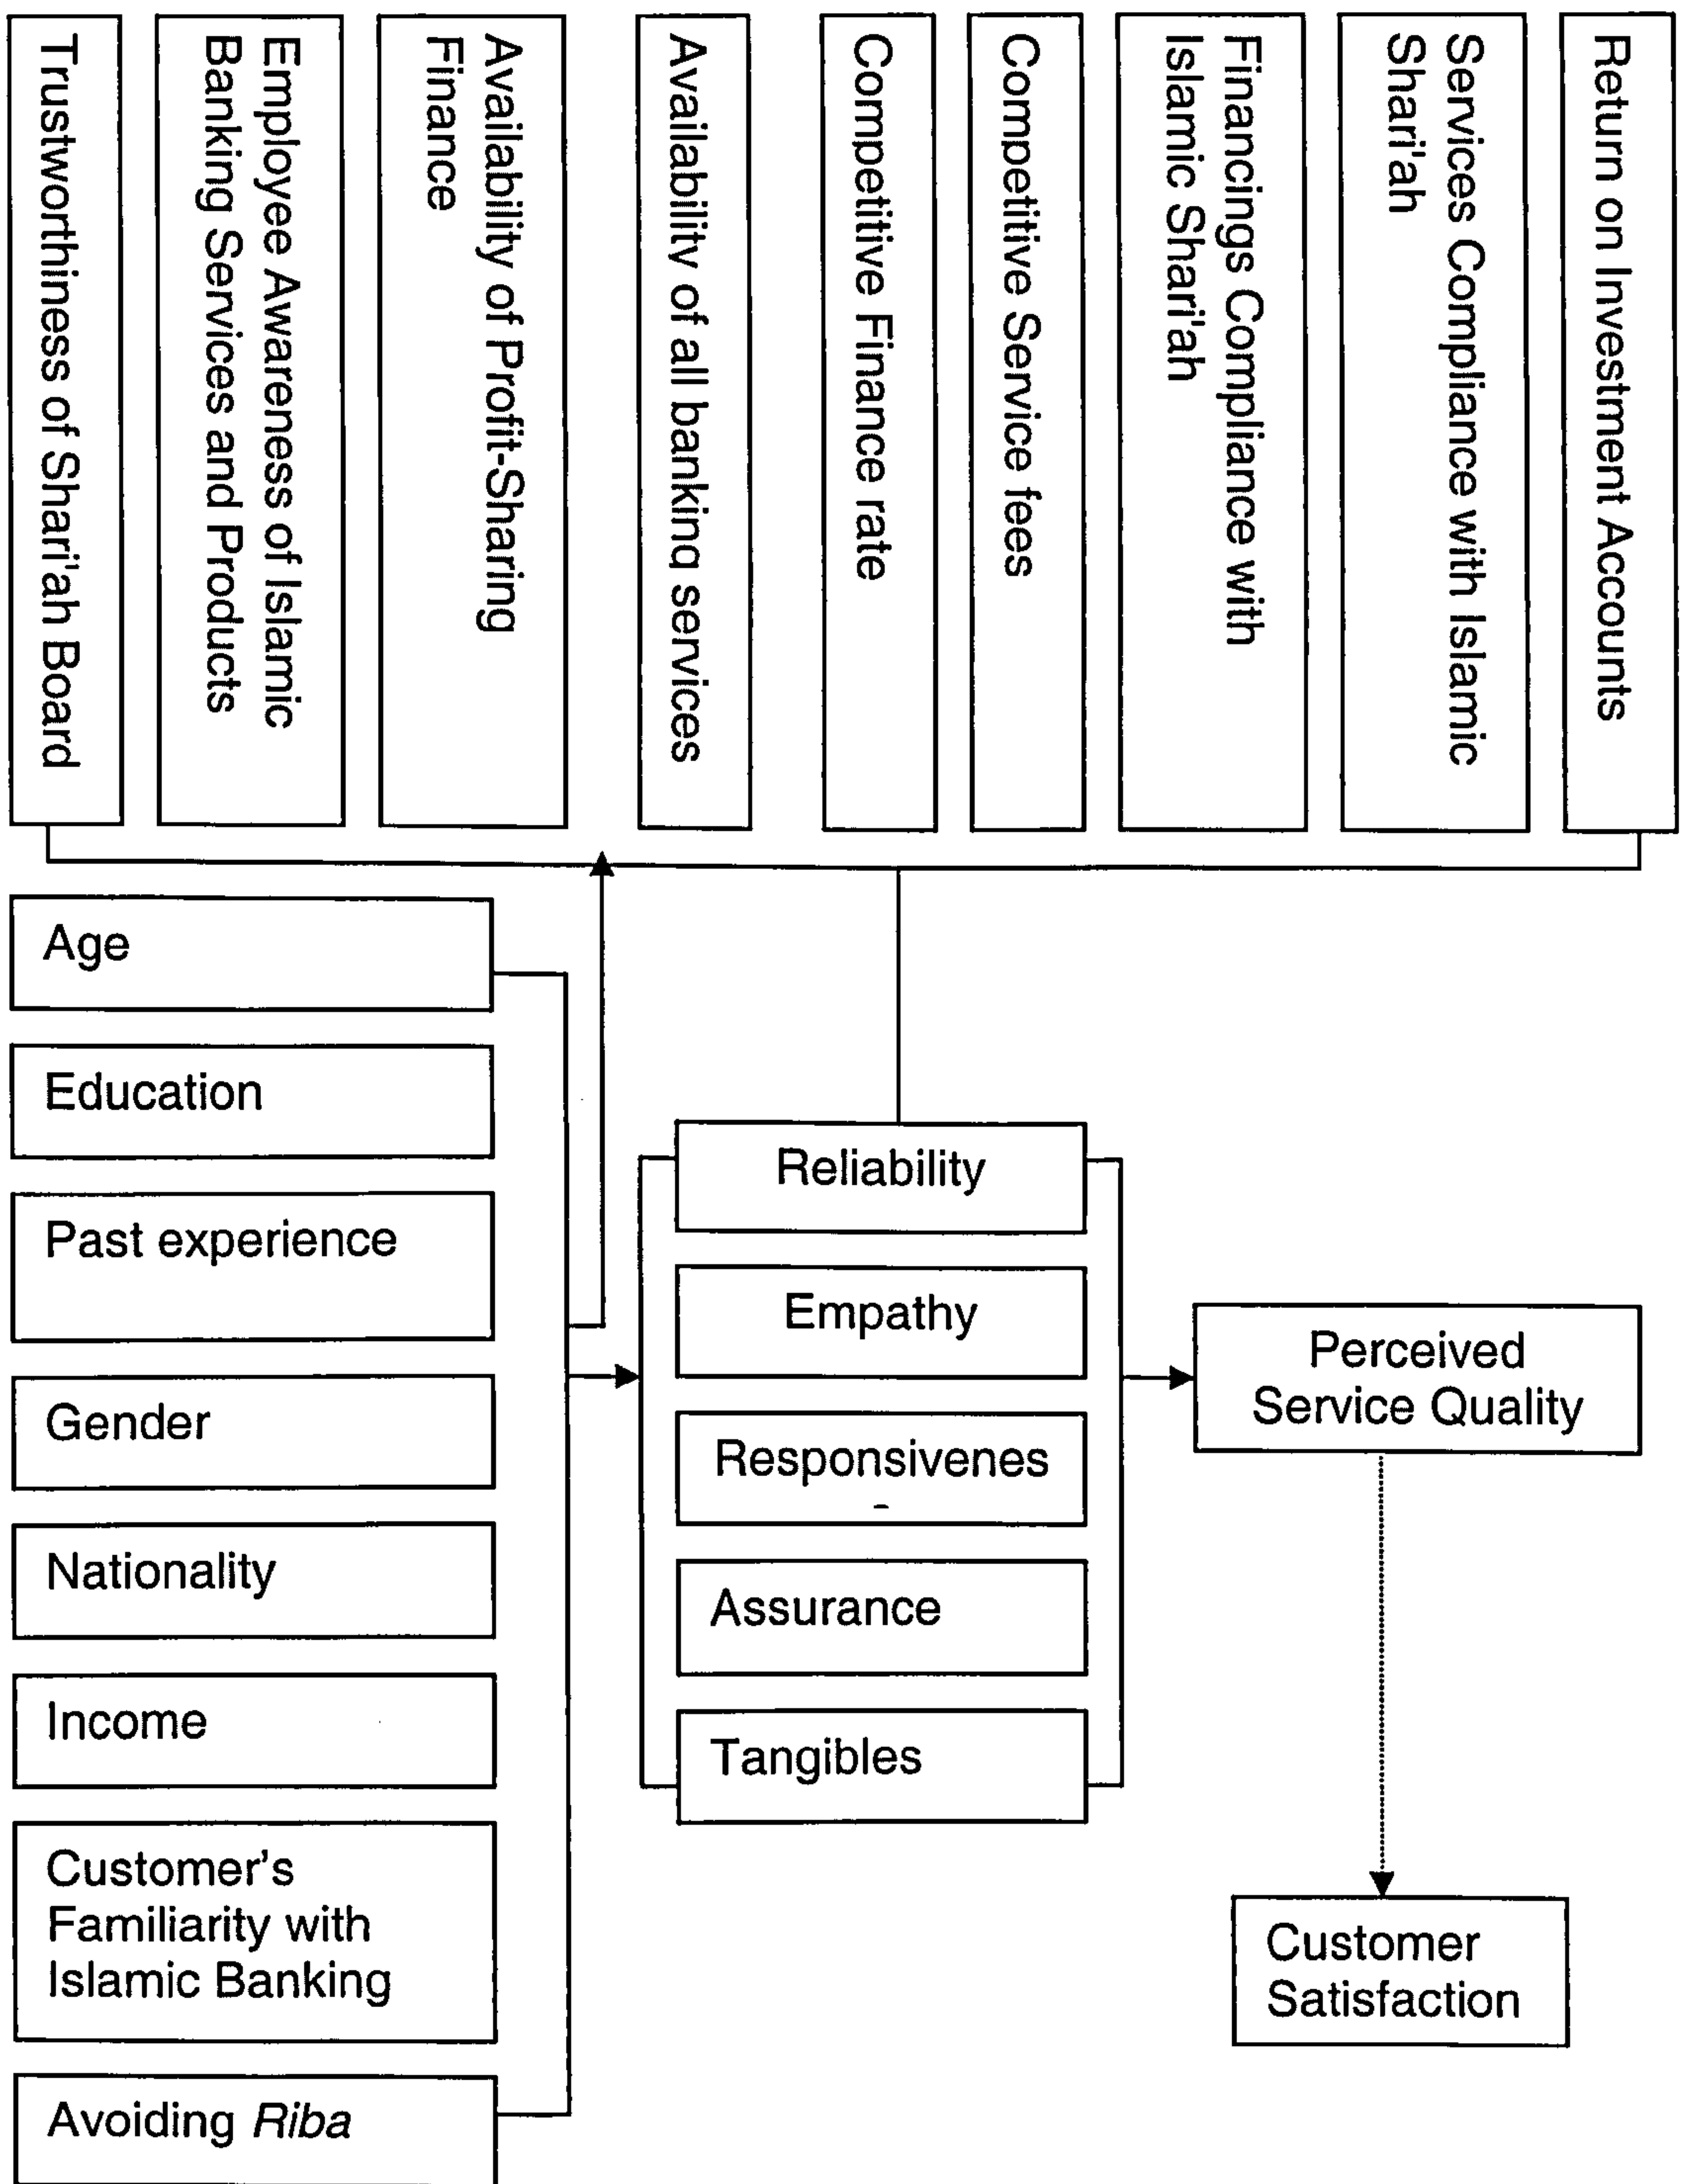 Trustworthiness of Shari'ah Board
Employee Awareness of Islamic
Banking Services and Products
Availability of Profit-Sharing
Finance
Availability of all banking services
Competitive Finance rate
Competitive Service fees
Financings Compliance with
Islamic Shari'ah
Services Compliance with Islamic
Shari'ah
Return on Investment Accounts
Age
Education
Past experience
Gender
Nationality
Income
Customer's
Familiarity with
Islamic Banking
Avoiding Riba
Reliability
Empathy
Responsivenes
Assurance
Tangibles
Perceived
Service Quality
Customer
Satisfaction